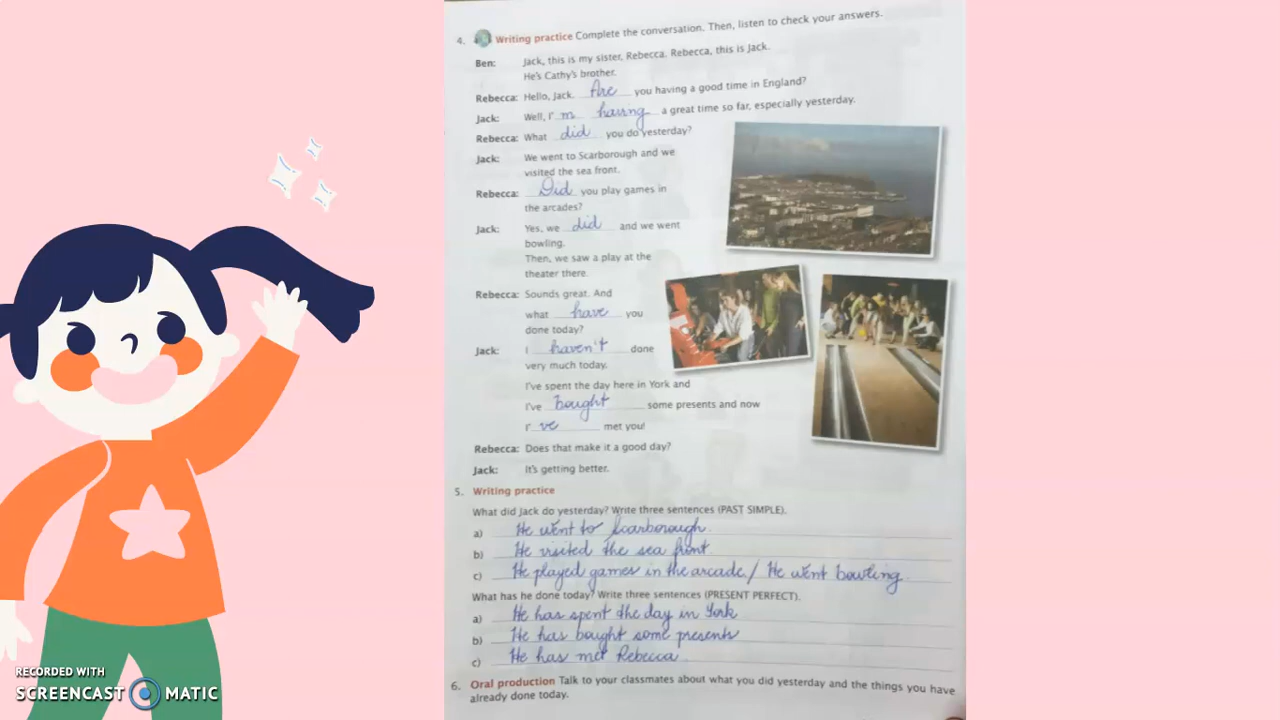 4. Writing practice Complete the conversation. Then, listen to check your answers.
Ben: Jack, this is my sister, Rebecca. Rebecca, this is Jack.
He's Cathy's brother.
Rebecca: Hello, Jack. Are you having a good time in England?
Jack: Well, I'm having a great time so far, especially yesterday.
Rebecca: What did you do yesterday?
Jack: We went to Scarborough and we
visited the sea front.
Rebecca: Did you play games in
the arcades?
Jack: Yes, we did and we went
bowling.
Then, we saw a play at the
theater there.
Rebecca: Sounds great. And
what have you
done today?
Jack: I haven't done
very much today.
I've spent the day here in York and
I've bought some presents and now
I've met you!
Rebecca: Does that make it a good day?
Jack: It's getting better.
5. Writing practice
What did Jack do yesterday? Write three sentences (PAST SIMPLE).
a) He went to Scarborough.
b) He visited the sea front
c) He played games in the arcade / He went bowling.
What has he done today? Write three sentences (PRESENT PERFECT).
a) He has spent the day in York
b) He has bought some presents
c) He has met Rebecca
6. Oral production Talk to your classmates about what you did yesterday and the things you have
already done today.
RECORDED WITH
SCREENCAST MATIC